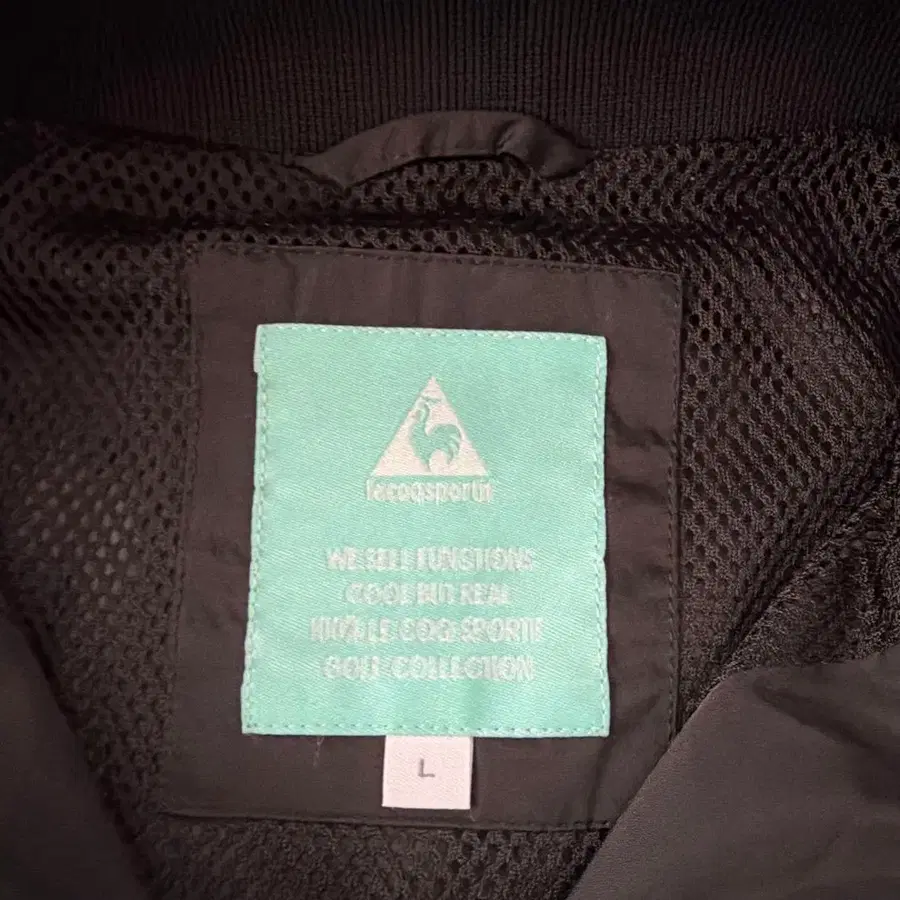 lecoqsportif
WE SELL FUNCTIONS
COOL BUT REAL
100% LE COQ SPORTIF
GOLF COLLECTION
L